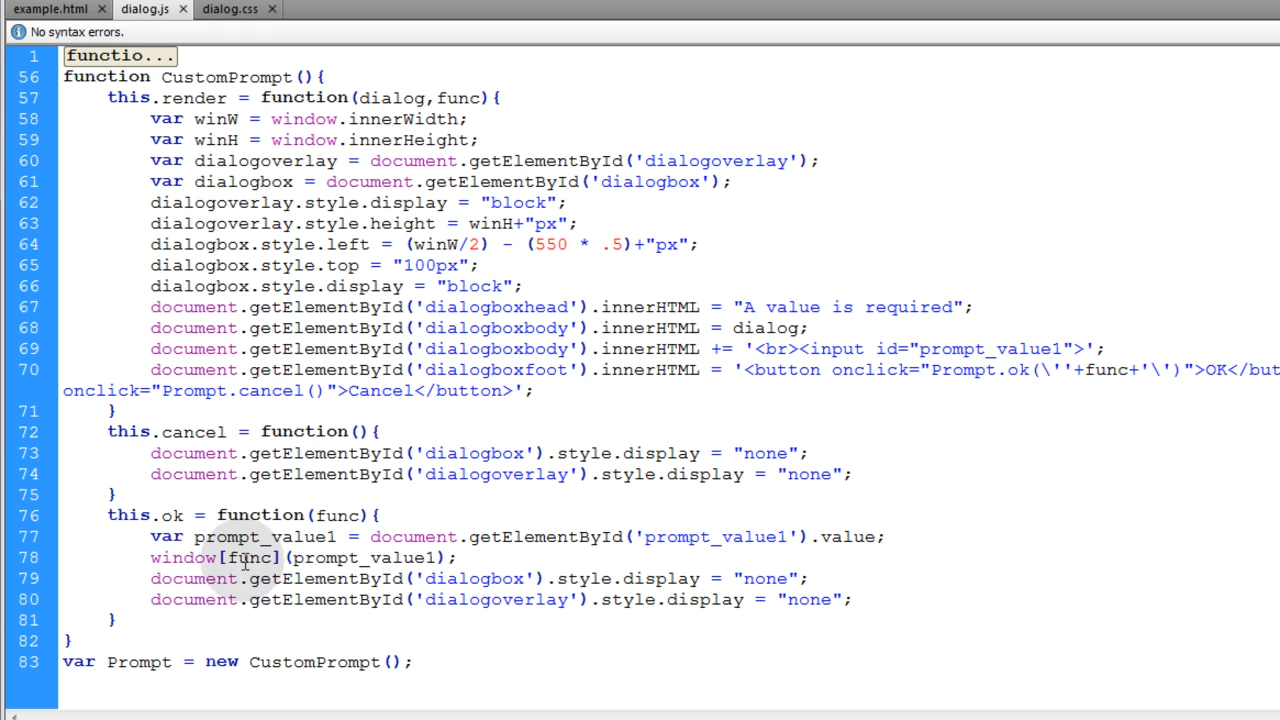 example.html × dialog.js × dialog.css ×
No syntax errors.
1 functio...
56 function CustomPrompt(){
57 this.render = function(dialog,func){
58 var winW = window.innerWidth;
59 var winH = window.innerHeight;
60 var dialogoverlay = document.getElementById('dialogoverlay');
61 var dialogbox = document.getElementById('dialogbox');
62 dialogoverlay.style.display = "block";
63 dialogoverlay.style.height = winH+"px";
64 dialogbox.style.left = (winW/2) - (550 * .5)+"px";
65 dialogbox.style.top = "100px";
66 dialogbox.style.display = "block";
67 document.getElementById('dialogboxhead').innerHTML = "A value is required";
68 document.getElementById('dialogboxbody').innerHTML = dialog;
69 document.getElementById('dialogboxbody').innerHTML += '<br><input id="prompt_value1">';
70 document.getElementById('dialogboxfoot').innerHTML = '<button onclick="Prompt.ok(\''+func+'\')">OK</but
onclick="Prompt.cancel()">Cancel</button>';
71 }
72 this.cancel = function(){
73 document.getElementById('dialogbox').style.display = "none";
74 document.getElementById('dialogoverlay').style.display = "none";
75 }
76 this.ok = function(func){
77 var prompt_value1 = document.getElementById('prompt_value1').value;
78 window[func](prompt_value1);
79 document.getElementById('dialogbox').style.display = "none";
80 document.getElementById('dialogoverlay').style.display = "none";
81 }
82 }
83 var Prompt = new CustomPrompt();